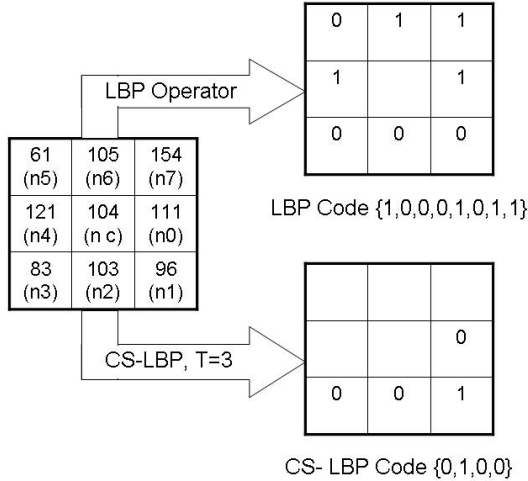 0 1 1
1 1
0 0 0
LBP Operator
LBP Code {1,0,0,0,1,0,1,1}
61 105 154
(n5) (n6) (n7)
121 104 111
(n4) (n c) (n0)
83 103 96
(n3) (n2) (n1)
CS-LBP, T=3
0
0 0 1
CS- LBP Code {0,1,0,0}